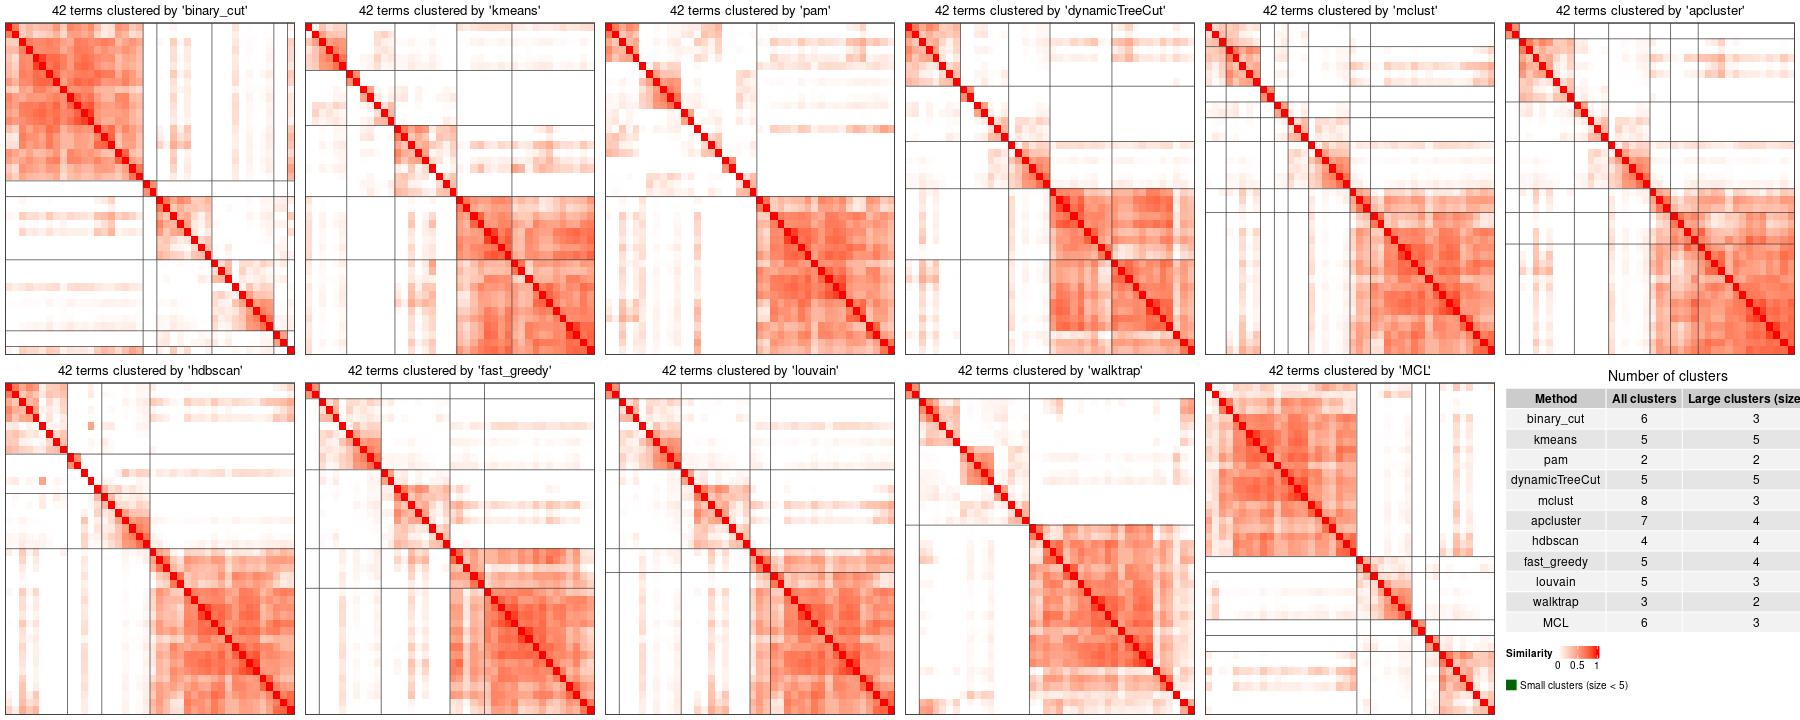 42 terms clustered by 'binary_cut'
42 terms clustered by 'kmeans'
42 terms clustered by 'pam'
42 terms clustered by 'dynamicTreeCut'
42 terms clustered by 'mclust'
42 terms clustered by 'apcluster'
42 terms clustered by 'hdbscan'
42 terms clustered by 'fast_greedy'
42 terms clustered by 'louvain'
42 terms clustered by 'walktrap'
42 terms clustered by 'MCL'
Number of clusters
Method All clusters Large clusters (size
binary_cut 6 3
kmeans 5 5
pam 2 2
dynamicTreeCut 5 5
mclust 8 3
apcluster 7 4
hdbscan 4 4
fast_greedy 5 4
louvain 5 3
walktrap 3 2
MCL 6 3
Similarity
0 0.5 1
Small clusters (size < 5)